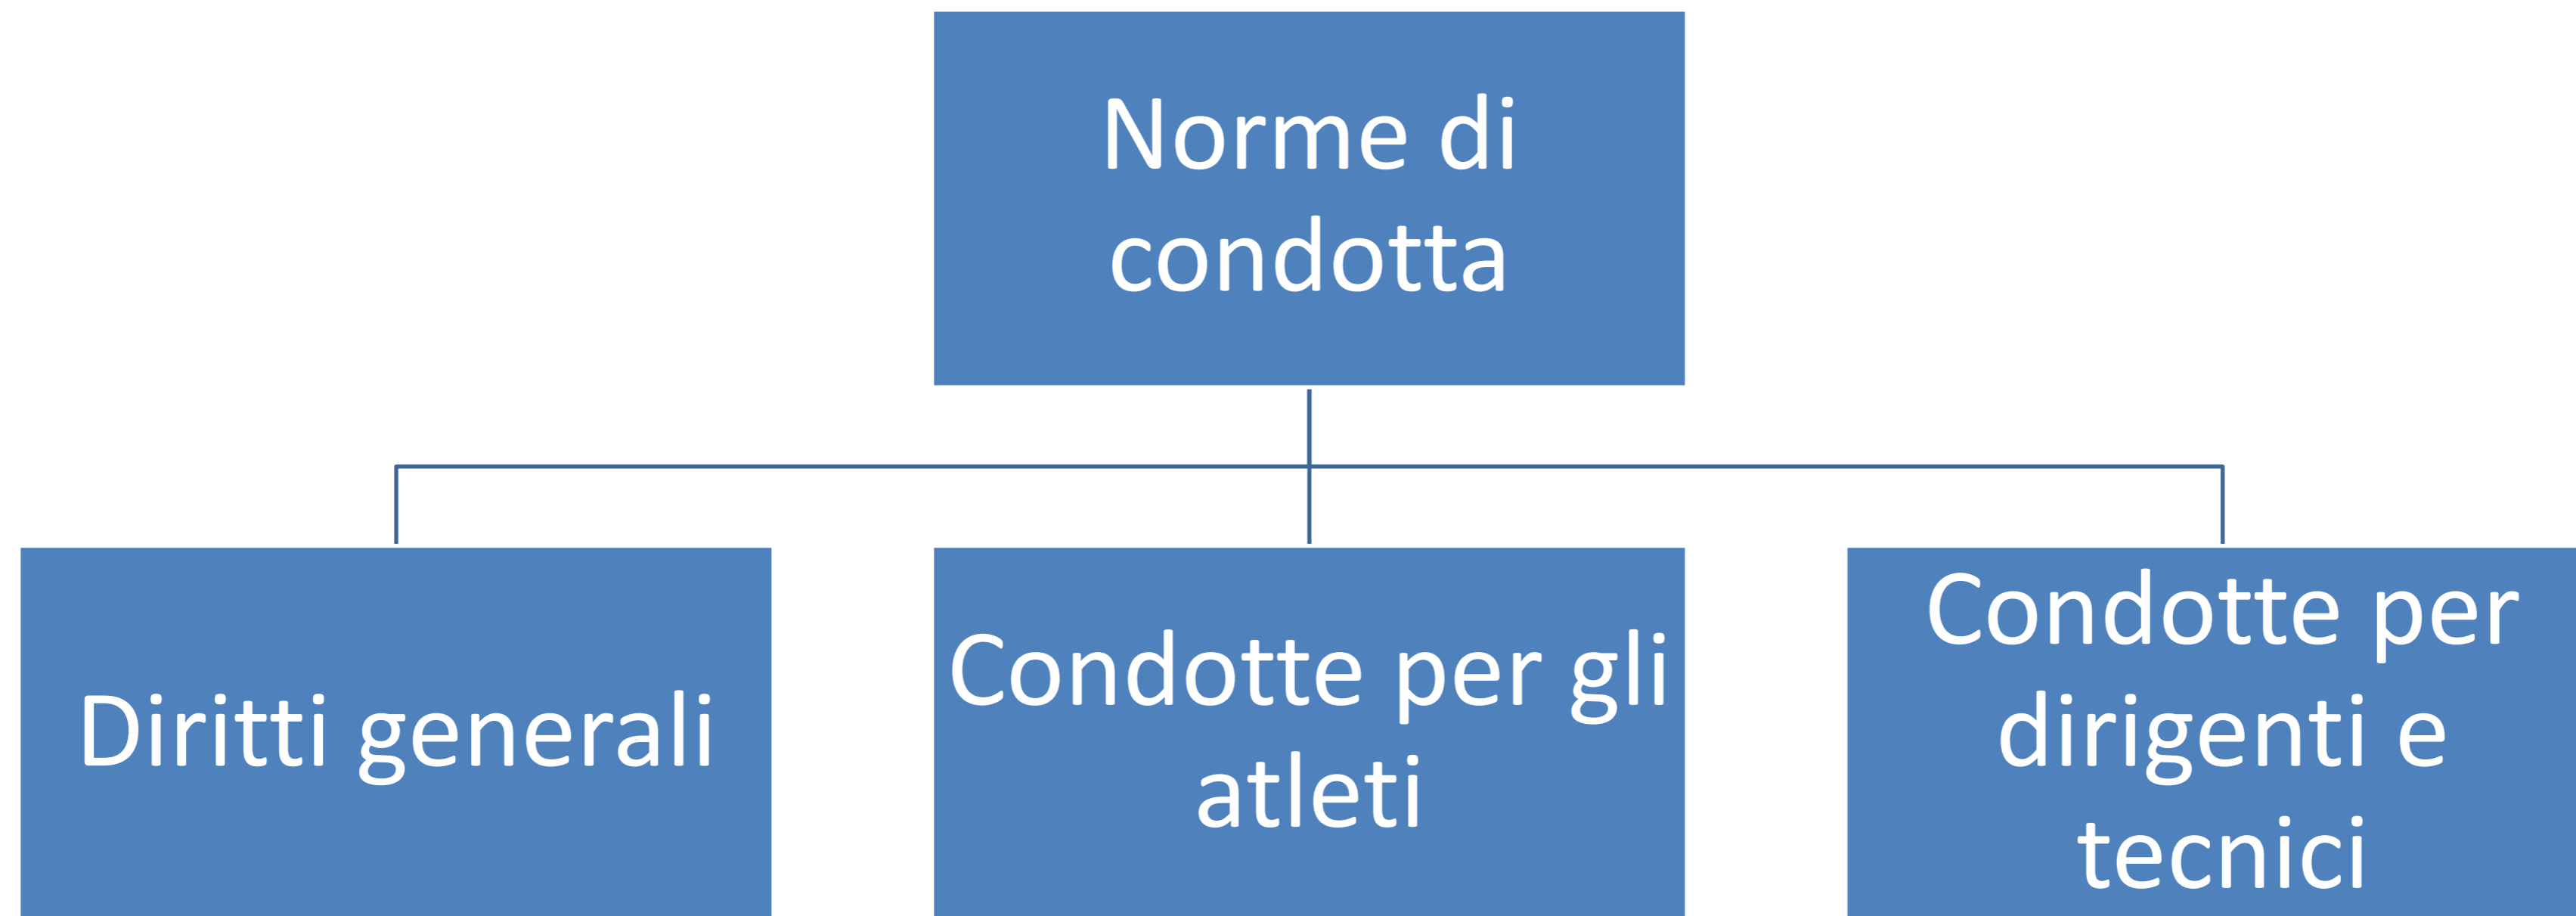 Norme di
condotta
Diritti generali
Condotte per gli
atleti
Condotte per
dirigenti e
tecnici